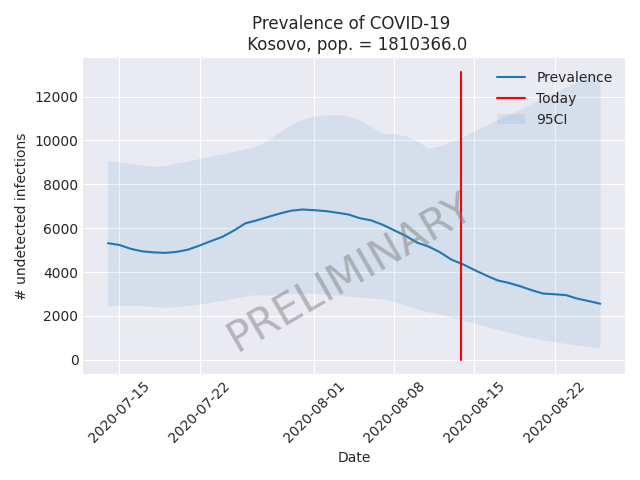 Prevalence of COVID-19
Kosovo, pop. = 1810366.0
Prevalence
Today
95CI
12000
10000
8000
6000
4000
2000
0
# undetected infections
PRELIMINARY
2020-07-15
2020-07-22
2020-08-01
2020-08-08
2020-08-15
2020-08-22
Date